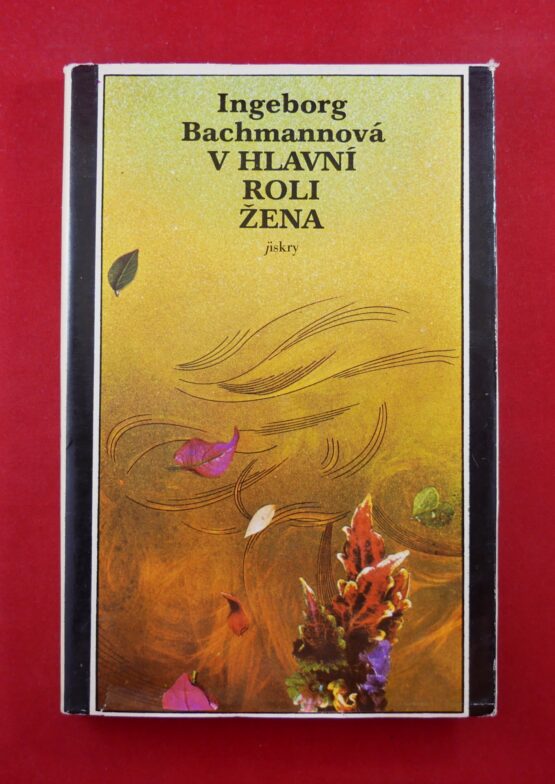 Ingeborg
Bachmannová
V HLAVNÍ
ROLI
ŽENA
jiskry